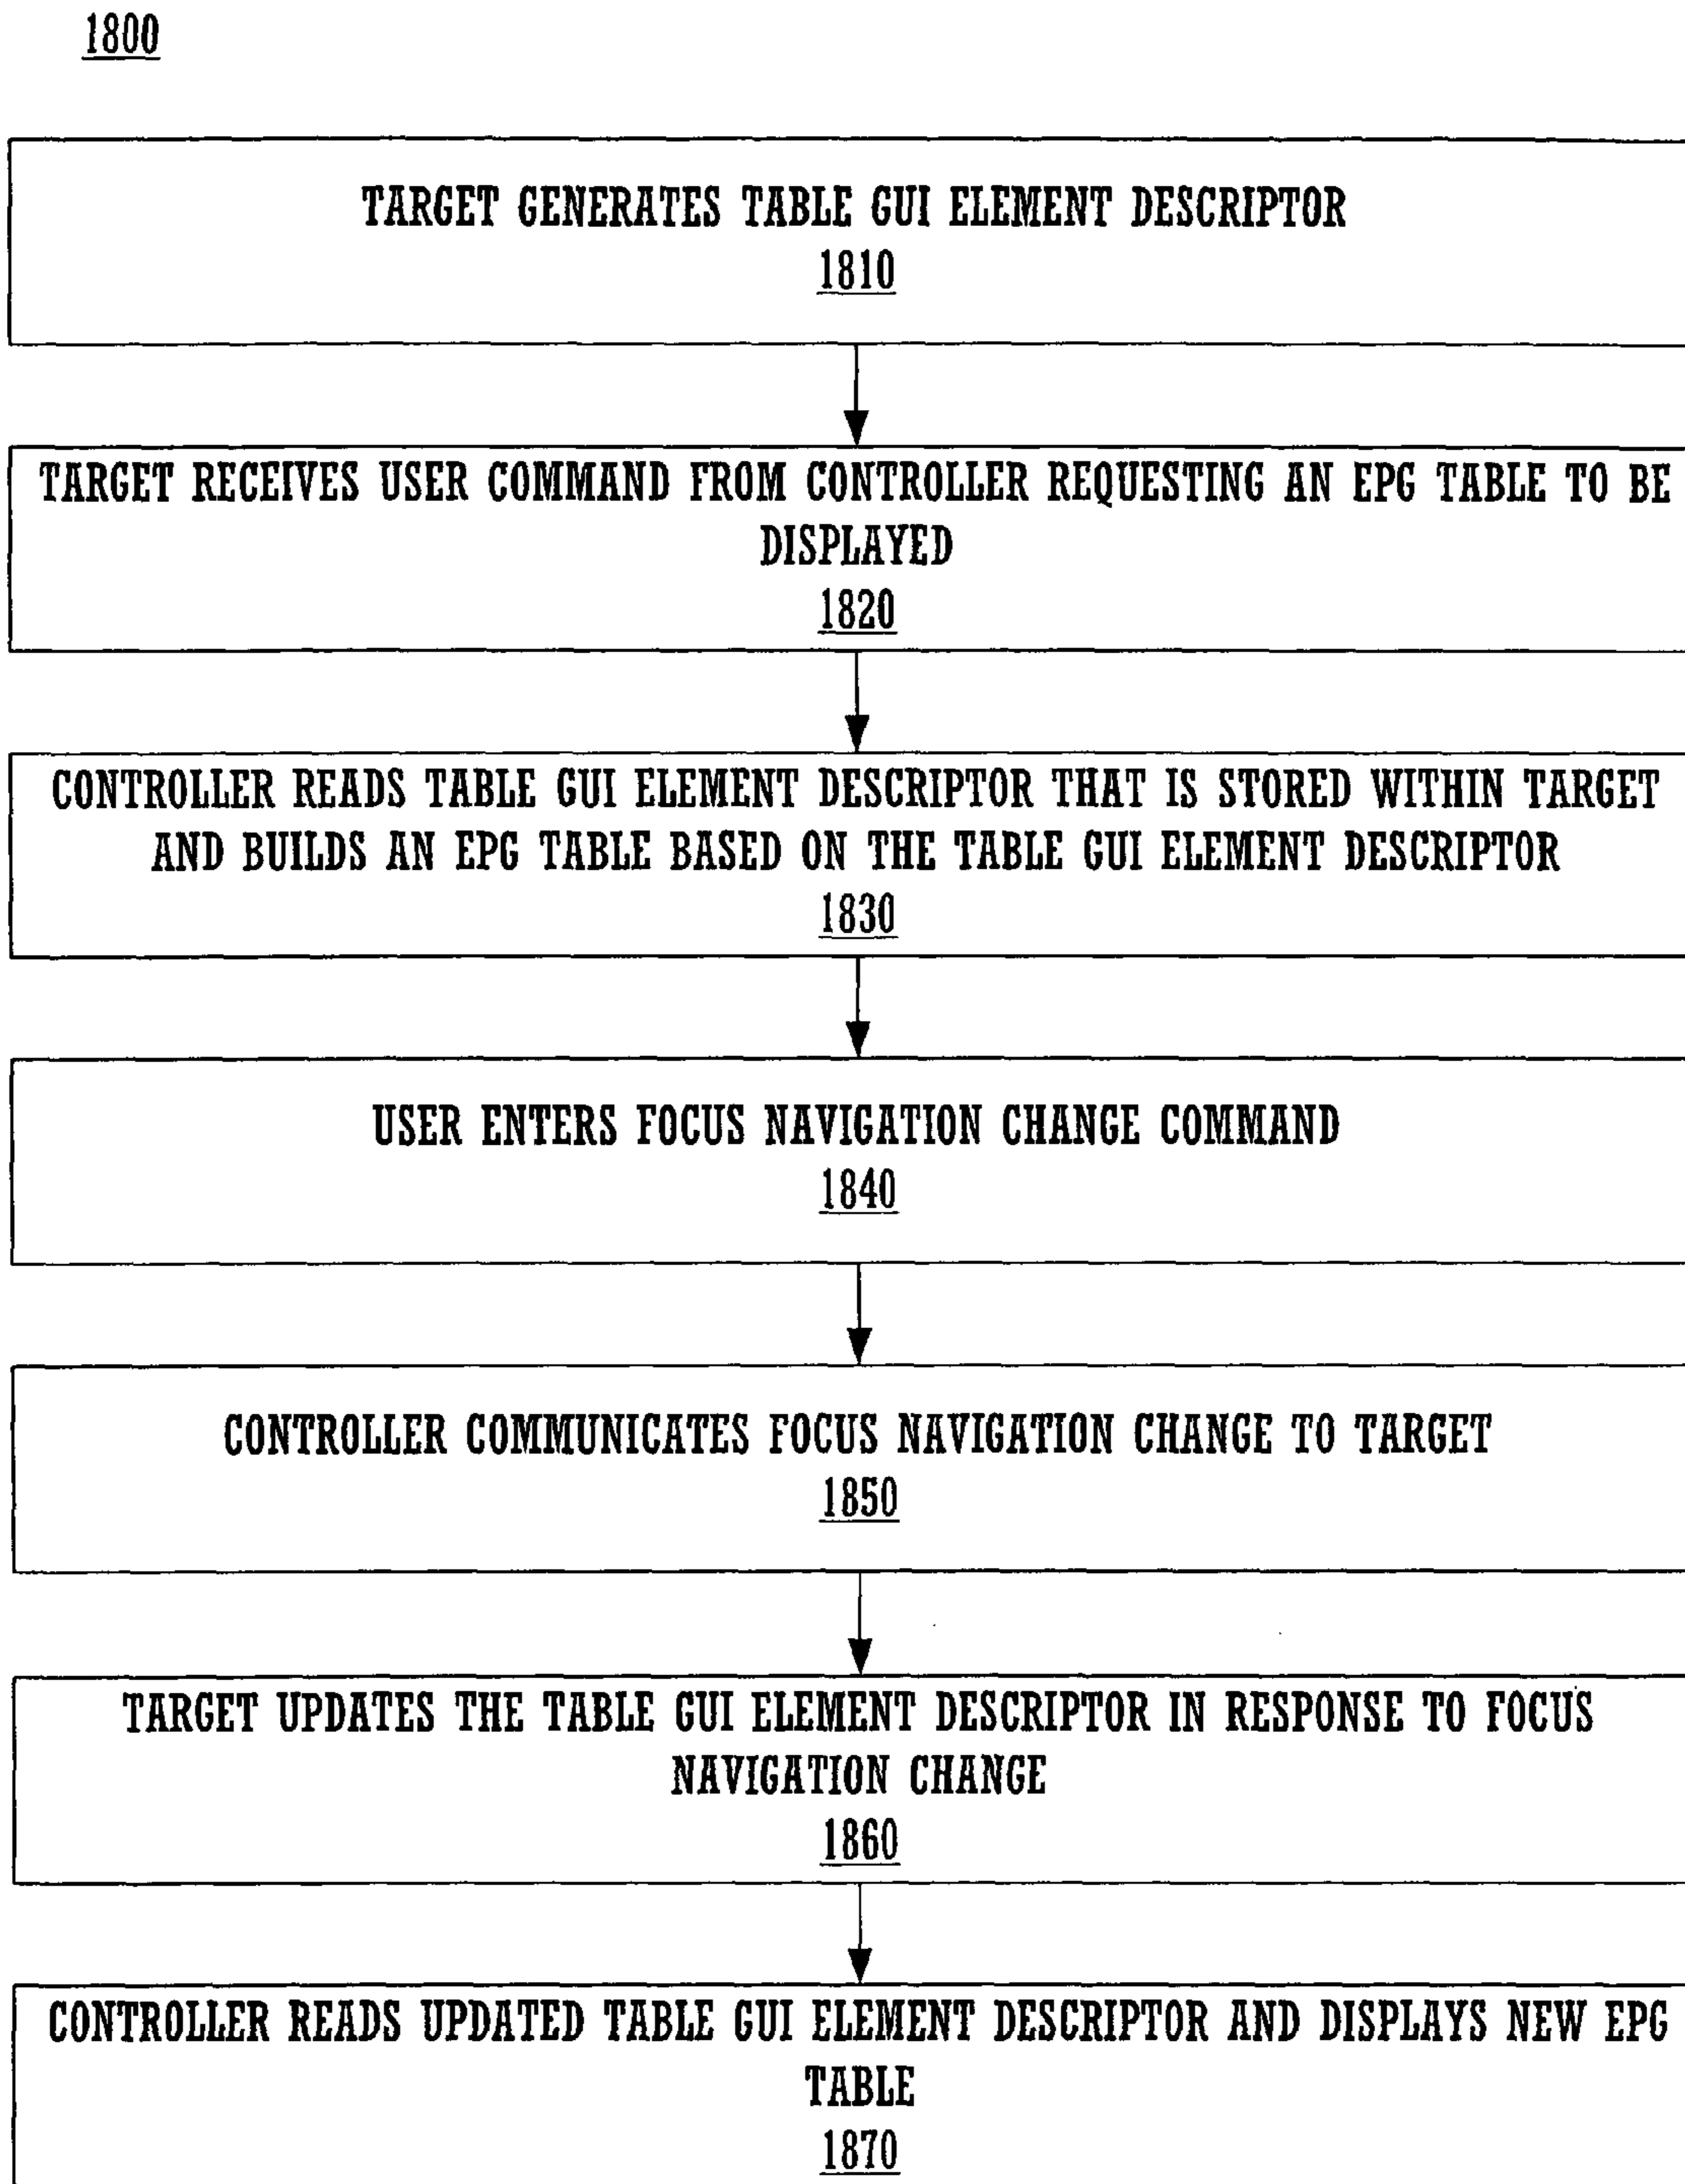 1800
TARGET GENERATES TABLE GUI ELEMENT DESCRIPTOR
1810
TARGET RECEIVES USER COMMAND FROM CONTROLLER REQUESTING AN EPG TABLE TO BE
DISPLAYED
1820
CONTROLLER READS TABLE GUI ELEMENT DESCRIPTOR THAT IS STORED WITHIN TARGET
AND BUILDS AN EPG TABLE BASED ON THE TABLE GUI ELEMENT DESCRIPTOR
1830
USER ENTERS FOCUS NAVIGATION CHANGE COMMAND
1840
CONTROLLER COMMUNICATES FOCUS NAVIGATION CHANGE TO TARGET
1850
TARGET UPDATES THE TABLE GUI ELEMENT DESCRIPTOR IN RESPONSE TO FOCUS
NAVIGATION CHANGE
1860
CONTROLLER READS UPDATED TABLE GUI ELEMENT DESCRIPTOR AND DISPLAYS NEW EPG
TABLE
1870